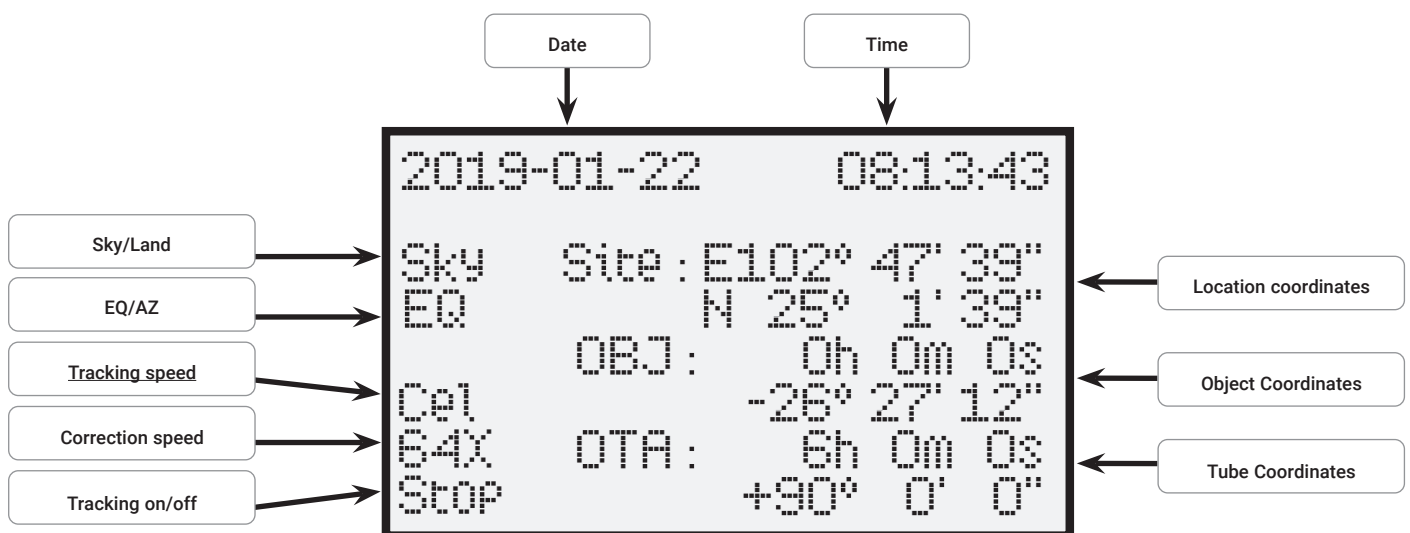 Date
Time
2019-01-22 08:13:43
Sky/Land
Sky Site: E102° 47' 39"
Location coordinates
EQ/AZ
EQ N 25° 1' 39"
OBJ: 0h 0m 0s
Tracking speed
Object Coordinates
Cel -26° 27' 12"
Correction speed
64X OTA: 6h 0m 0s
Tube Coordinates
Tracking on/off
Stop +90° 0' 0"